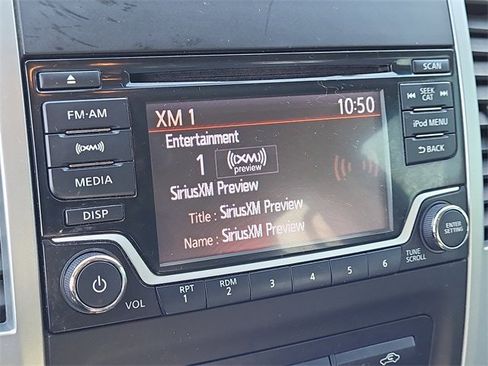 SCAN
FM·AM
XM 1 10:50
SEEK
CAT
Entertainment
1 ((XM)) preview
((XM))
iPod MENU
BACK
SiriusXM Preview
MEDIA
Title : SiriusXM Preview
DISP
Name : SiriusXM Preview
ENTER
SETTING
TUNE
SCROLL
VOL
RPT
1
RDM
2
3
4
5
6